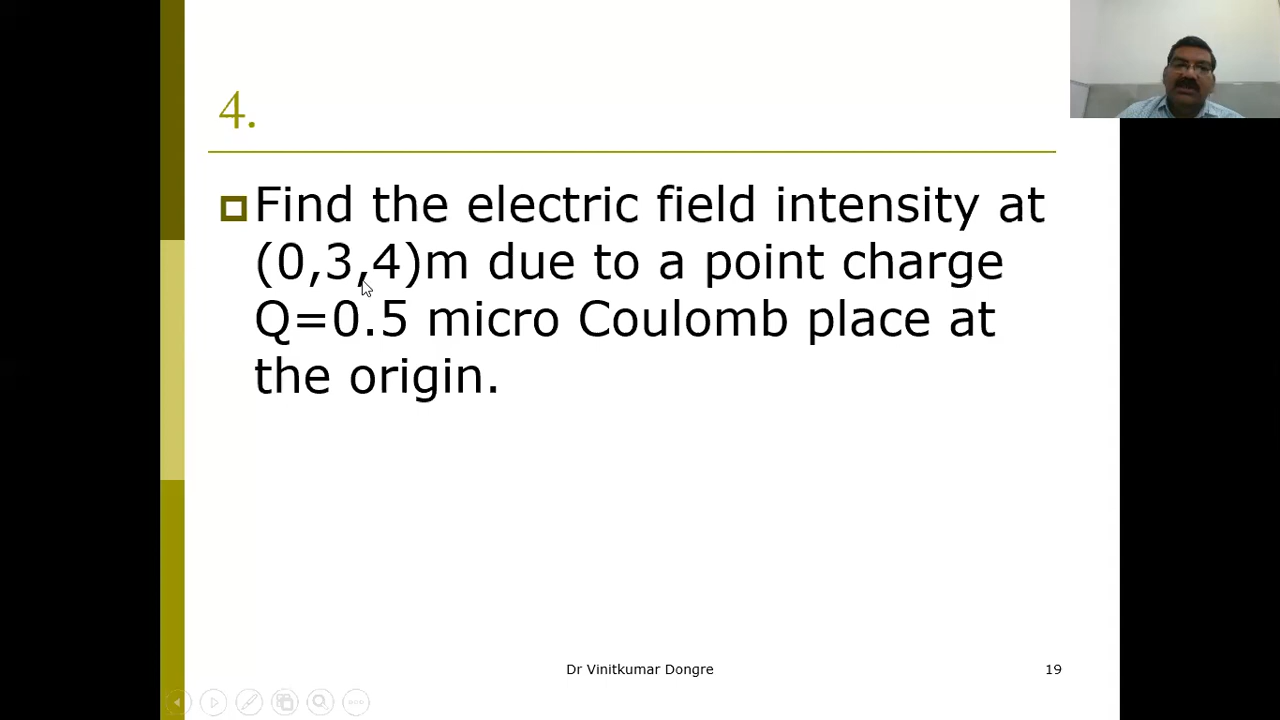 4.
Find the electric field intensity at
(0,3,4)m due to a point charge
Q=0.5 micro Coulomb place at
the origin.
Dr Vinitkumar Dongre
19